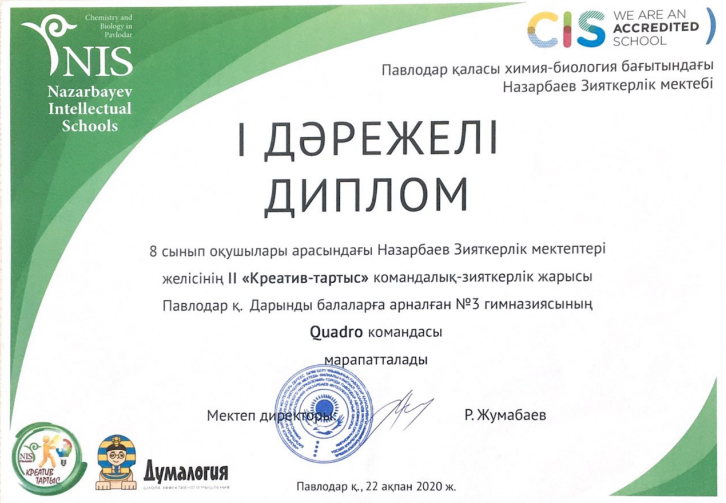 Chemistry and
Biology in
Pavlodar
NIS
Nazarbayev
Intellectual
Schools
CIS
WE ARE AN
ACCREDITED
SCHOOL
Павлодар қаласы химия-биология бағытындағы
Назарбаев Зияткерлік мектебі
І ДӘРЕЖЕЛІ
ДИПЛОМ
8 сынып оқушылары арасындағы Назарбаев Зияткерлік мектептері
желісінің ІІ «Креатив-тартыс» командалық-зияткерлік жарысы
Павлодар қ. Дарынды балаларға арналған №3 гимназиясының
Quadro командасы
марапатталады
Мектеп директоры:
Р. Жумабаев
NIS
КРЕАТИВ
ТАРТЫС
Думалогия
Павлодар қ., 22 ақпан 2020 ж.